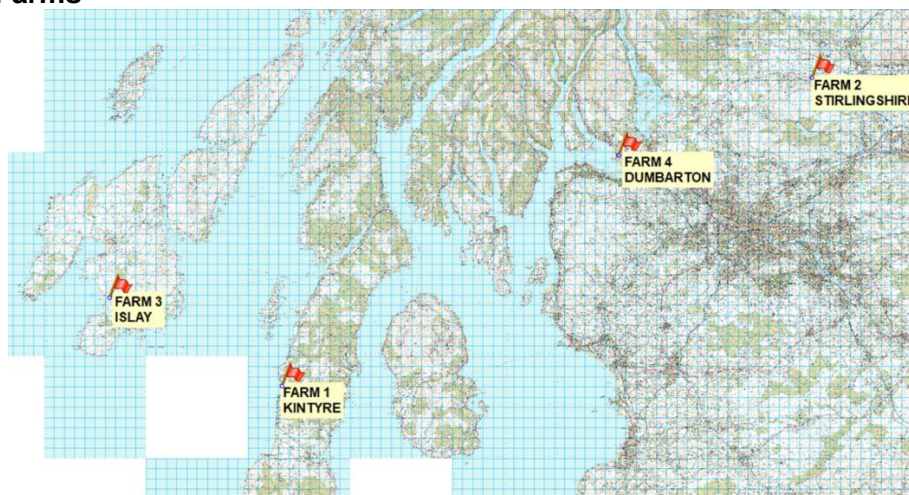 FARM 2
STIRLINGSHIRE
FARM 4
DUMBARTON
FARM 3
ISLAY
FARM 1
KINTYRE